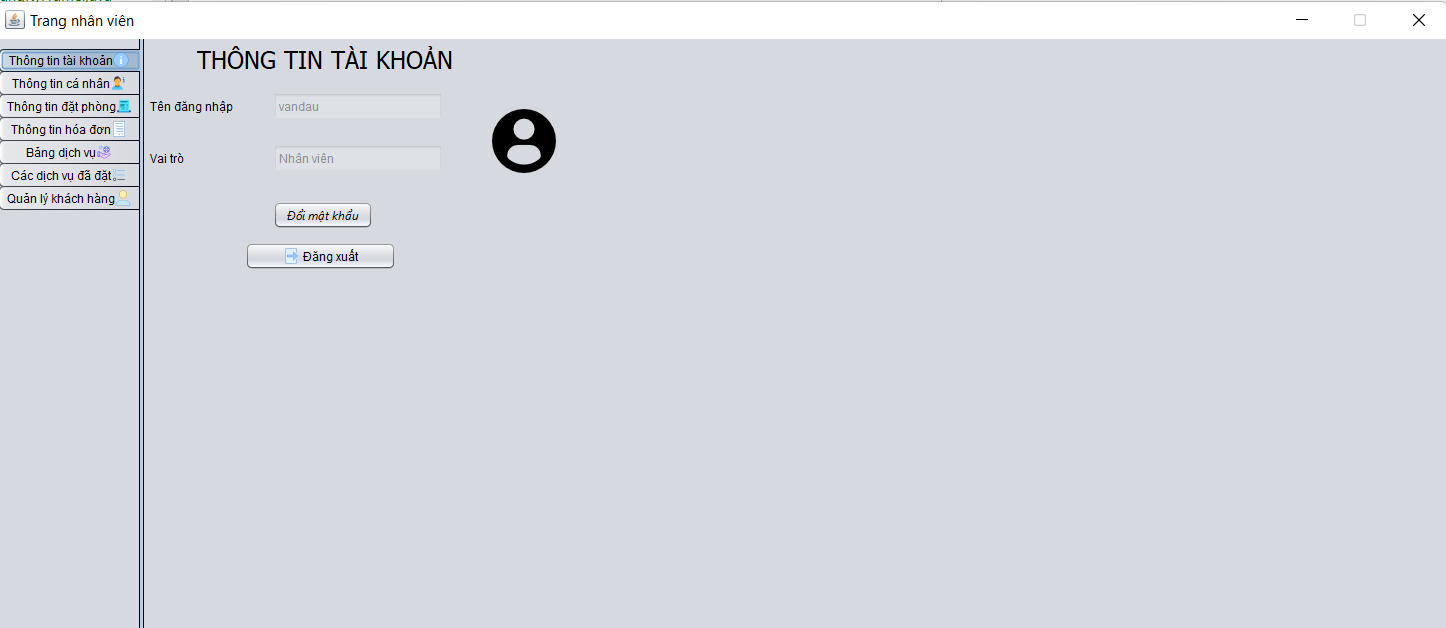 Trang nhân viên
Thông tin tài khoản
Thông tin cá nhân
Thông tin đặt phòng
Thông tin hóa đơn
Bảng dịch vụ
Các dịch vụ đã đặt
Quản lý khách hàng
THÔNG TIN TÀI KHOẢN
Tên đăng nhập vandau
Vai trò Nhân viên
Đổi mật khẩu
Đăng xuất